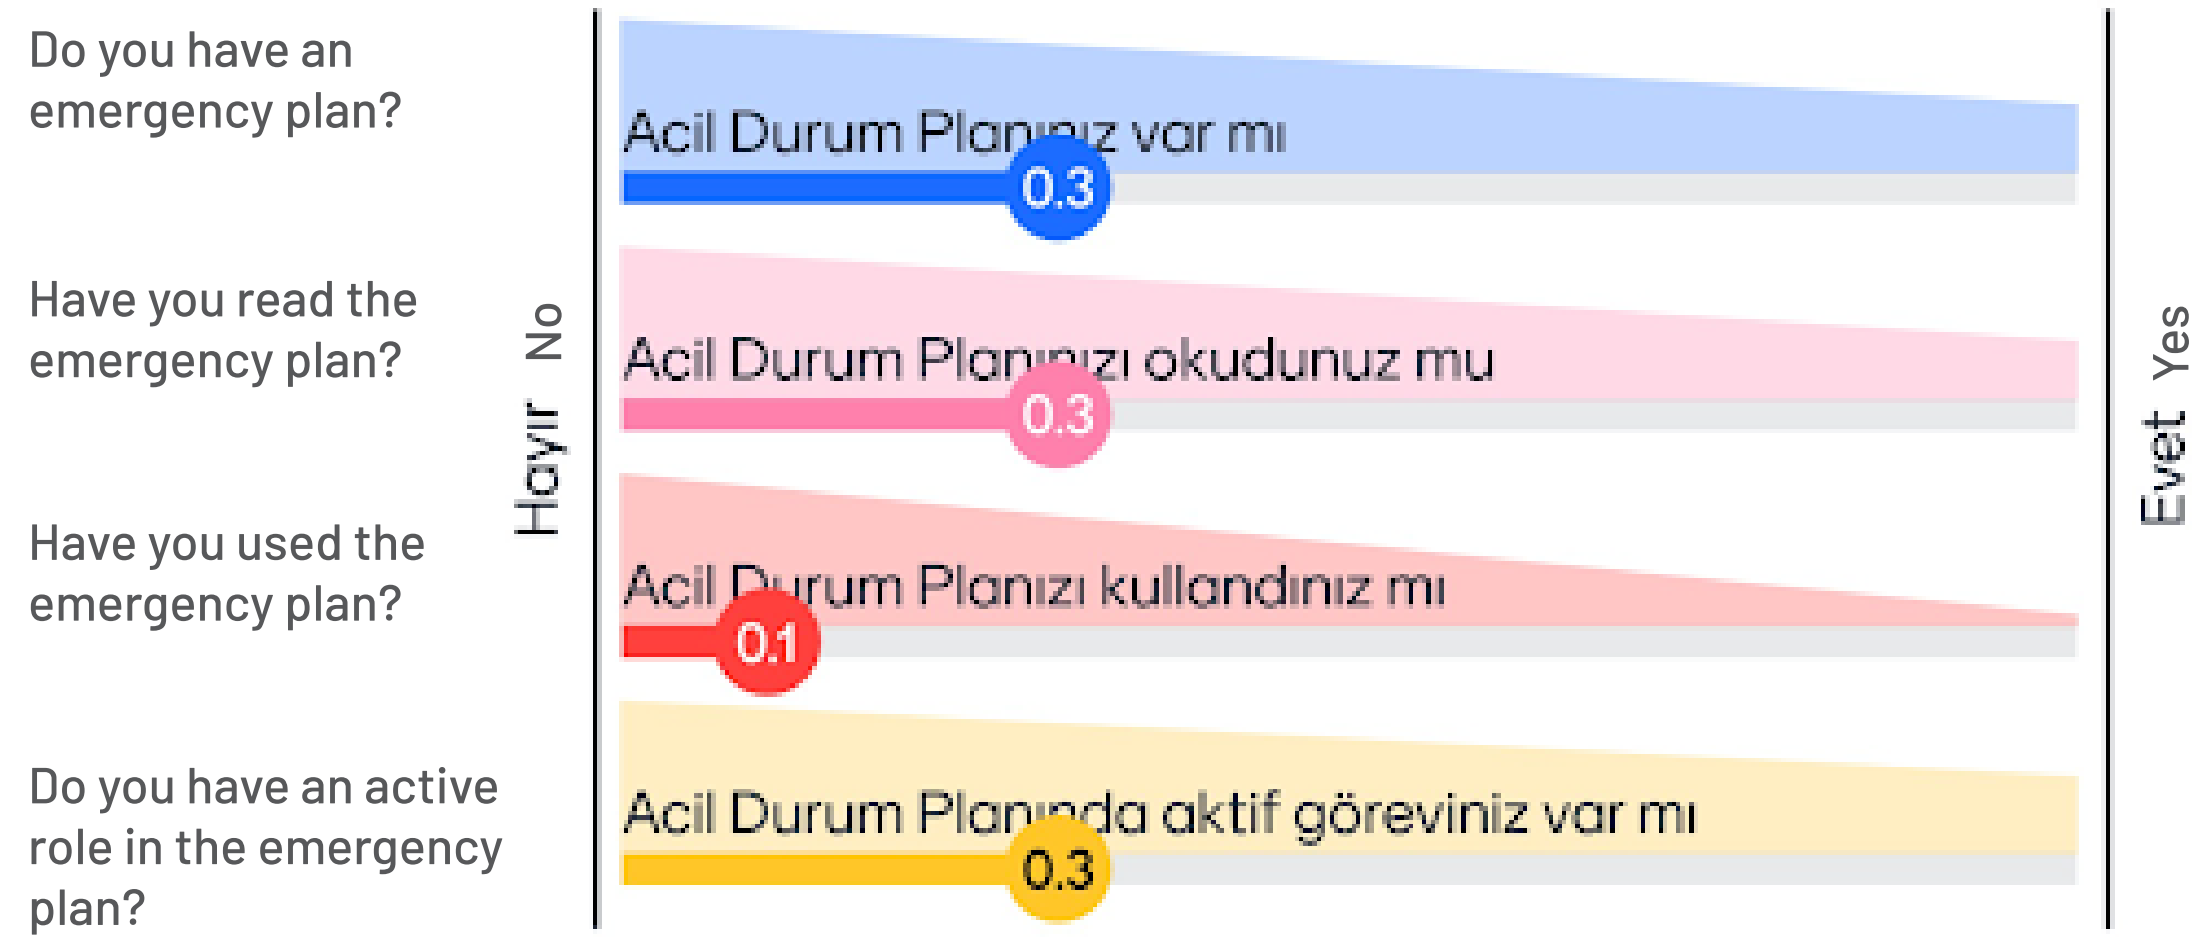 Do you have an
emergency plan?
Acil Durum Planınız var mı
0.3
Have you read the
emergency plan?
Acil Durum Planınızı okudunuz mu
0.3
Have you used the
emergency plan?
Acil Durum Planızı kullandınız mı
0.1
Do you have an active
role in the emergency
plan?
Acil Durum Planında aktif göreviniz var mı
0.3
Hayır No
Evet Yes